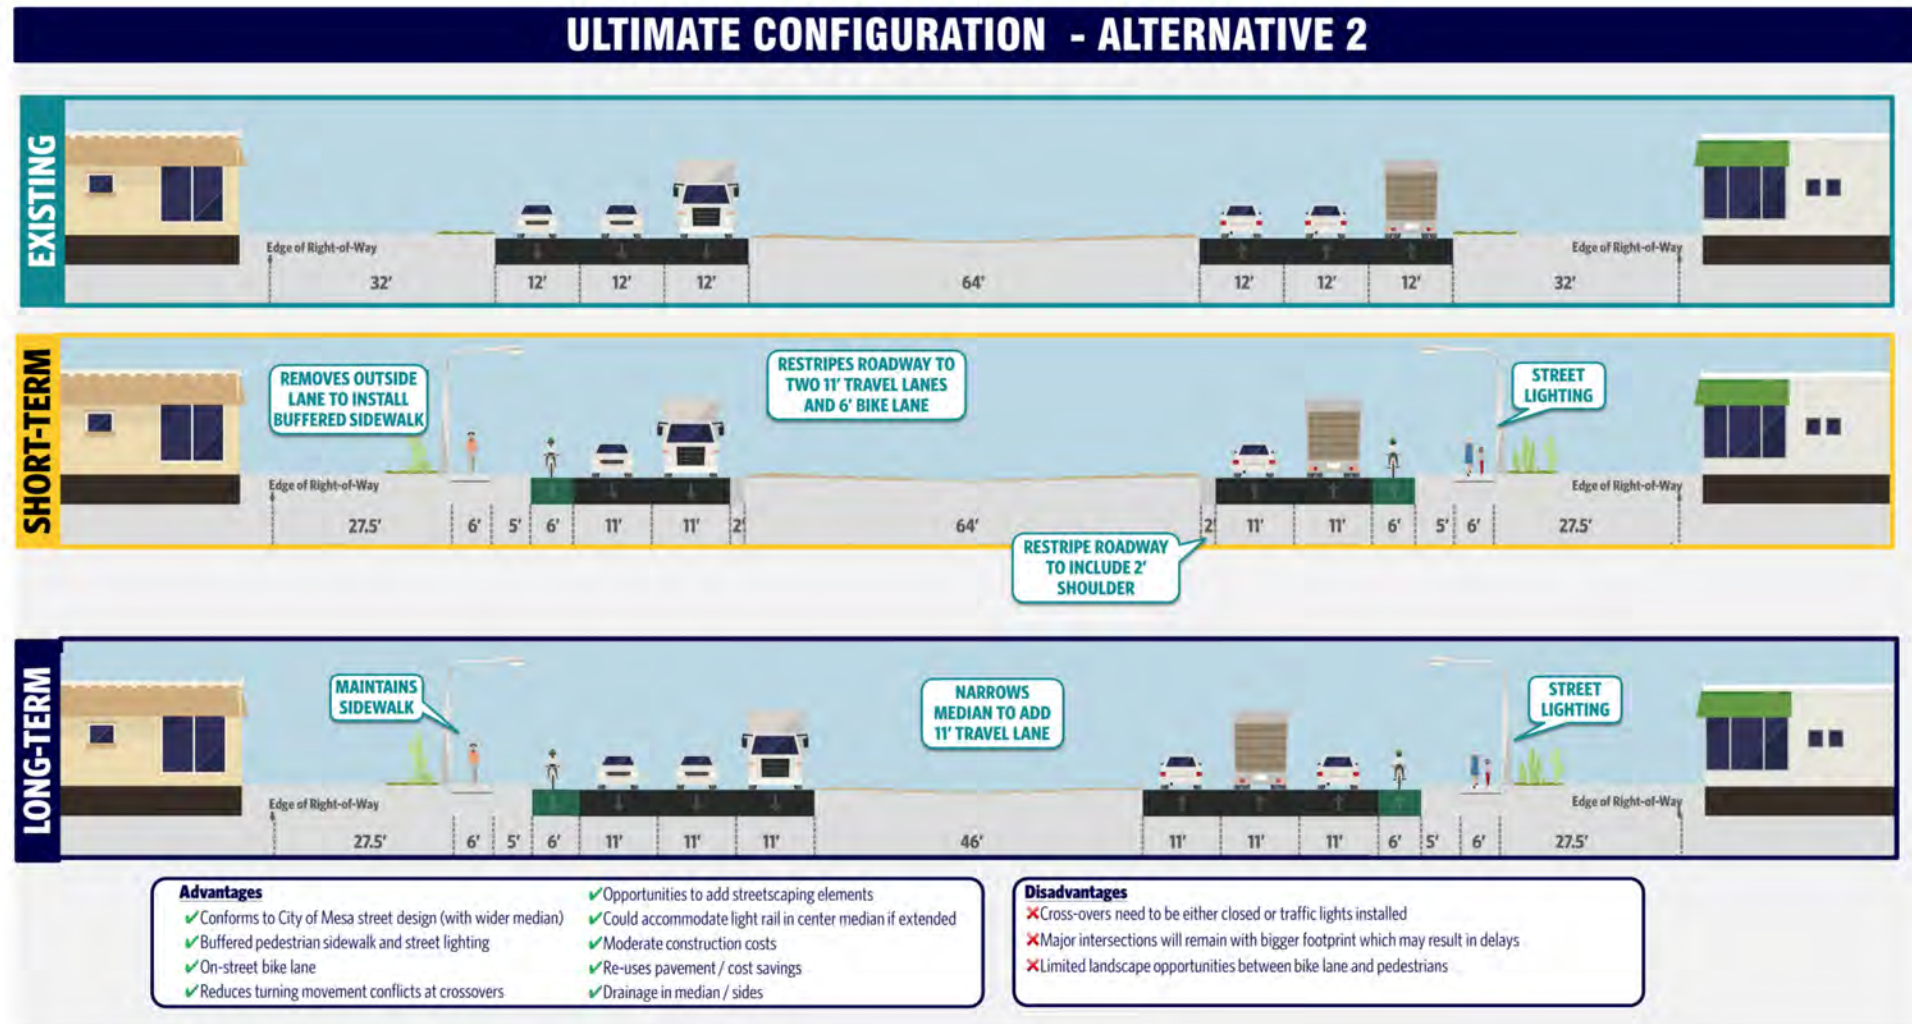 ULTIMATE CONFIGURATION - ALTERNATIVE 2
EXISTING
Edge of Right-of-Way
Edge of Right-of-Way
32' 12' 12' 12' 64' 12' 12' 12' 32'
SHORT-TERM
REMOVES OUTSIDE
LANE TO INSTALL
BUFFERED SIDEWALK
RESTRIPES ROADWAY TO
TWO 11' TRAVEL LANES
AND 6' BIKE LANE
STREET
LIGHTING
Edge of Right-of-Way
Edge of Right-of-Way
27.5' 6' 5' 6' 11' 11' 2' 64' 2' 11' 11' 6' 5' 6' 27.5'
RESTRIPE ROADWAY
TO INCLUDE 2'
SHOULDER
LONG-TERM
MAINTAINS
SIDEWALK
NARROWS
MEDIAN TO ADD
11' TRAVEL LANE
STREET
LIGHTING
Edge of Right-of-Way
Edge of Right-of-Way
27.5' 6' 5' 6' 11' 11' 11' 46' 11' 11' 11' 6' 5' 6' 27.5'
Advantages
✔Conforms to City of Mesa street design (with wider median)
✔Buffered pedestrian sidewalk and street lighting
✔On-street bike lane
✔Reduces turning movement conflicts at crossovers
✔Opportunities to add streetscaping elements
✔Could accommodate light rail in center median if extended
✔Moderate construction costs
✔Re-uses pavement / cost savings
✔Drainage in median / sides
Disadvantages
✘Cross-overs need to be either closed or traffic lights installed
✘Major intersections will remain with bigger footprint which may result in delays
✘Limited landscape opportunities between bike lane and pedestrians